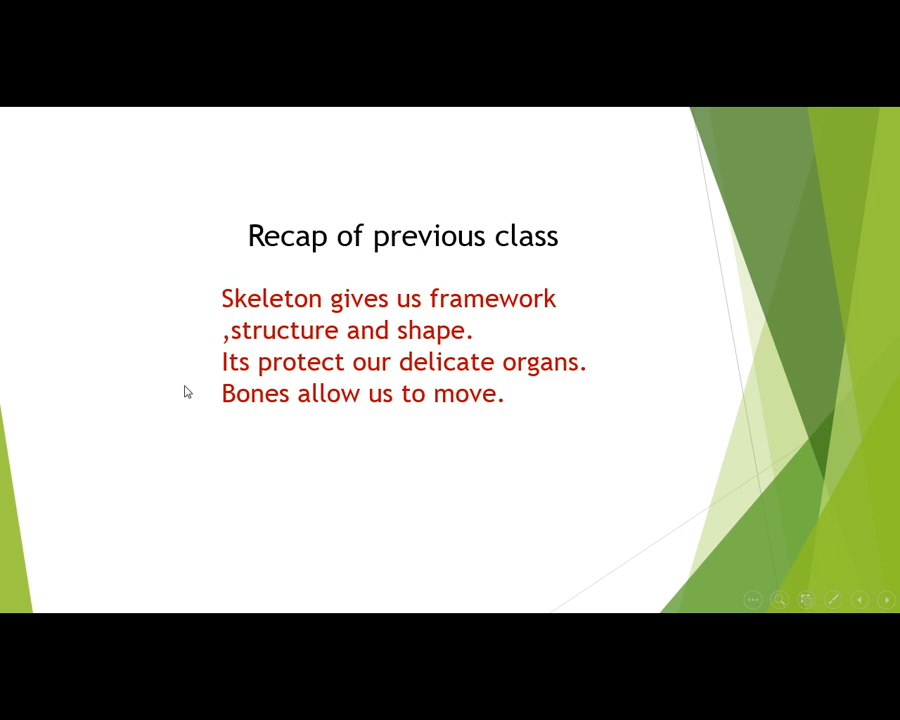 Recap of previous class
Skeleton gives us framework
,structure and shape.
Its protect our delicate organs.
Bones allow us to move.